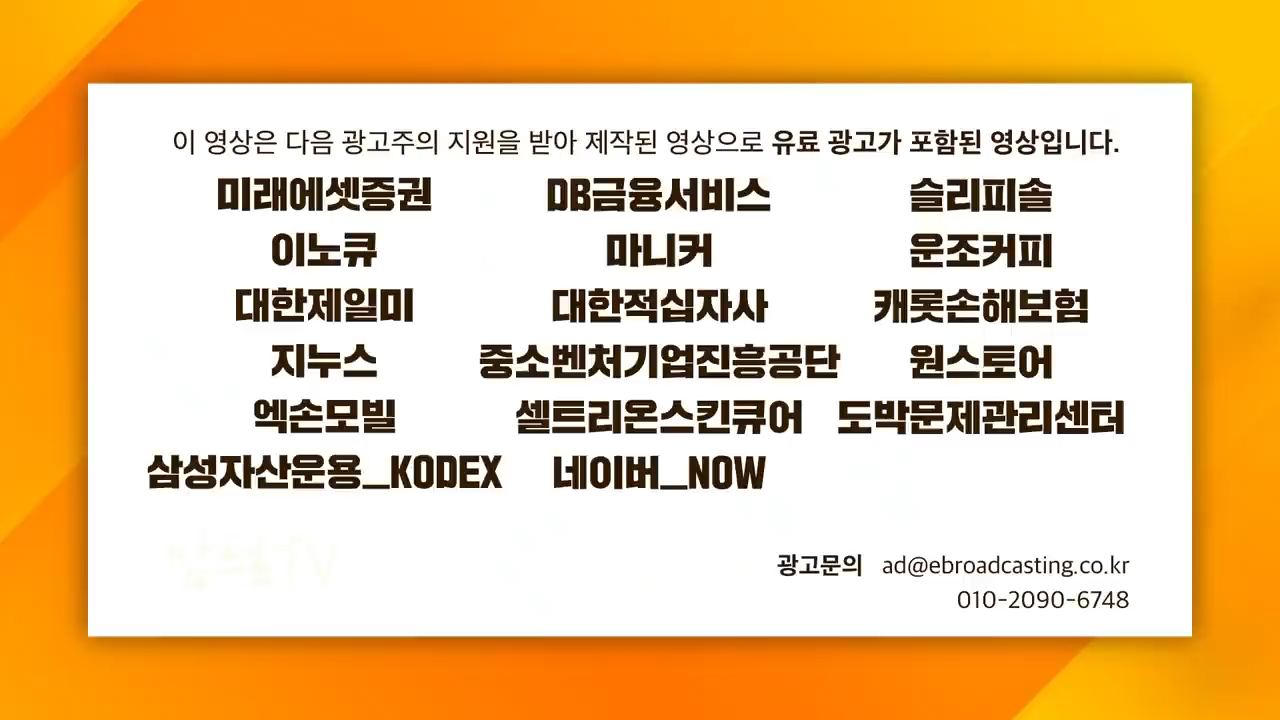 이 영상은 다음 광고주의 지원을 받아 제작된 영상으로 유료 광고가 포함된 영상입니다.
미래에셋증권 DB금융서비스 슬리피솔
이노큐 마니커 운조커피
대한제일미 대한적십자사 캐롯손해보험
지누스 중소벤처기업진흥공단 원스토어
엑손모빌 셀트리온스킨큐어 도박문제관리센터
삼성자산운용_KODEX 네이버_NOW
광고문의 ad@ebroadcasting.co.kr
010-2090-6748